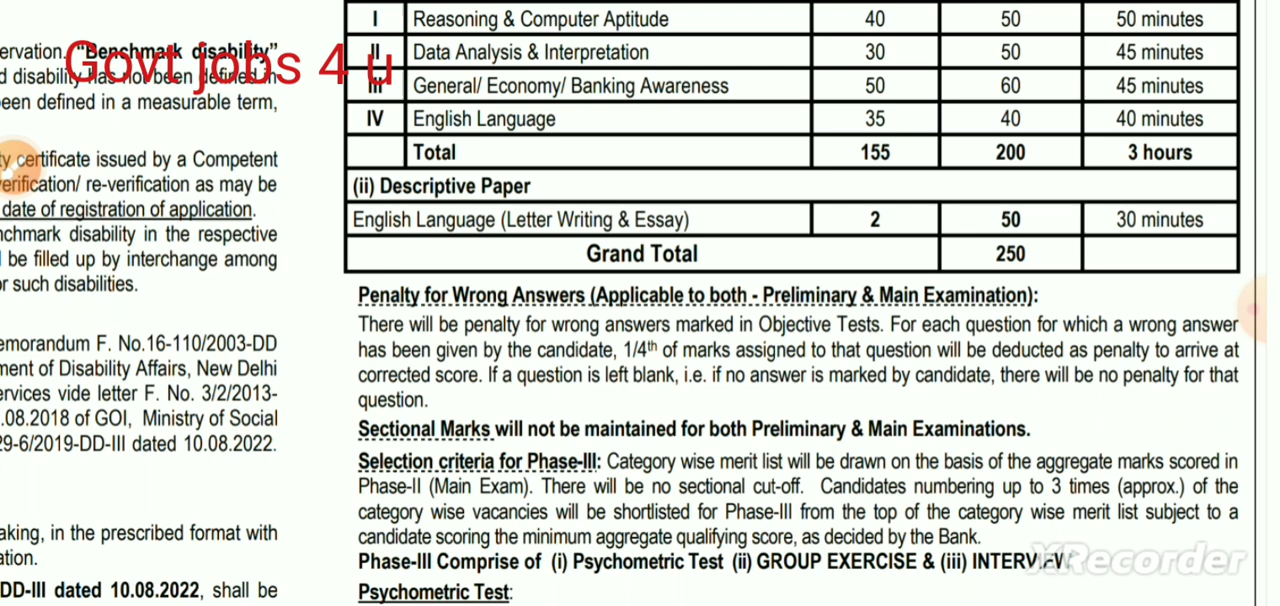 ervation. "Benchmark disability"
d disability has not been defined in
een defined in a measurable term,
ty certificate issued by a Competent
verification/ re-verification as may be
date of registration of application.
nchmark disability in the respective
be filled up by interchange among
or such disabilities.
emorandum F. No.16-110/2003-DD
ment of Disability Affairs, New Delhi
ervices vide letter F. No. 3/2/2013-
.08.2018 of GOI, Ministry of Social
29-6/2019-DD-III dated 10.08.2022.
aking, in the prescribed format with
ation.
DD-III dated 10.08.2022, shall be
Govt jobs 4 u
I Reasoning & Computer Aptitude 40 50 50 minutes
II Data Analysis & Interpretation 30 50 45 minutes
III General/ Economy/ Banking Awareness 50 60 45 minutes
IV English Language 35 40 40 minutes
Total 155 200 3 hours
(ii) Descriptive Paper
English Language (Letter Writing & Essay) 2 50 30 minutes
Grand Total 250
Penalty for Wrong Answers (Applicable to both - Preliminary & Main Examination):
There will be penalty for wrong answers marked in Objective Tests. For each question for which a wrong answer
has been given by the candidate, 1/4th of marks assigned to that question will be deducted as penalty to arrive at
corrected score. If a question is left blank, i.e. if no answer is marked by candidate, there will be no penalty for that
question.
Sectional Marks will not be maintained for both Preliminary & Main Examinations.
Selection criteria for Phase-III: Category wise merit list will be drawn on the basis of the aggregate marks scored in
Phase-II (Main Exam). There will be no sectional cut-off. Candidates numbering up to 3 times (approx.) of the
category wise vacancies will be shortlisted for Phase-III from the top of the category wise merit list subject to a
candidate scoring the minimum aggregate qualifying score, as decided by the Bank.
Phase-III Comprise of (i) Psychometric Test (ii) GROUP EXERCISE & (iii) INTERVIEW
XRecorder
Psychometric Test: